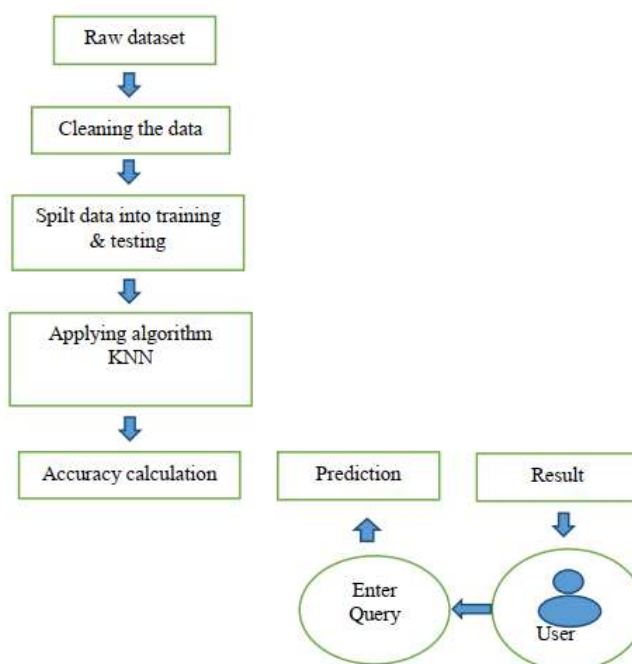 Raw dataset
Cleaning the data
Spilt data into training
& testing
Applying algorithm
KNN
Accuracy calculation
Prediction
Result
Enter
Query
User